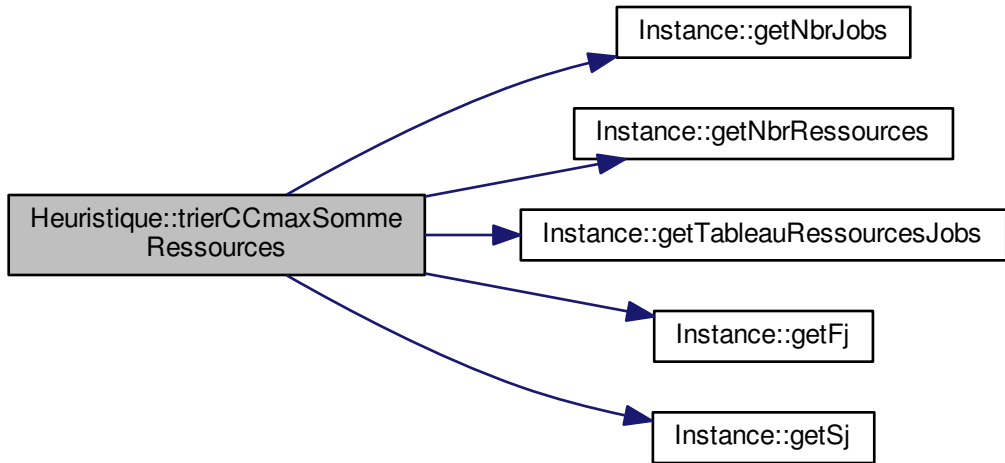 Instance::getNbrJobs
Instance::getNbrRessources
Heuristique::trierCCmaxSomme
Ressources
Instance::getTableauRessourcesJobs
Instance::getFj
Instance::getSj